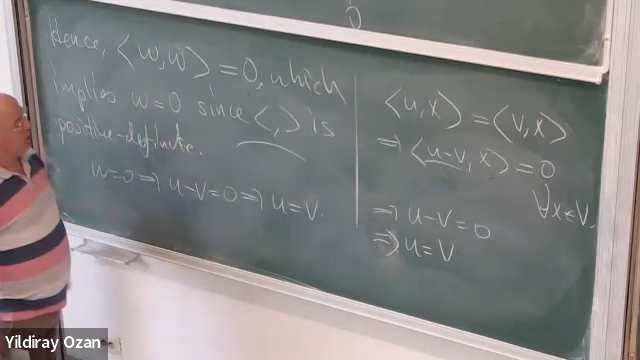 Hence, ⟨w,w⟩ = 0, which
implies w=0 since ⟨,⟩ is
positive-definite.
w=0 ⇒ u-v=0 ⇒ u=v.
⟨u,x⟩ = ⟨v,x⟩
⇒ ⟨u-v,x⟩ = 0
∀x∈V.
⇒ u-v=0
⇒ u=v
Yildiray Ozan